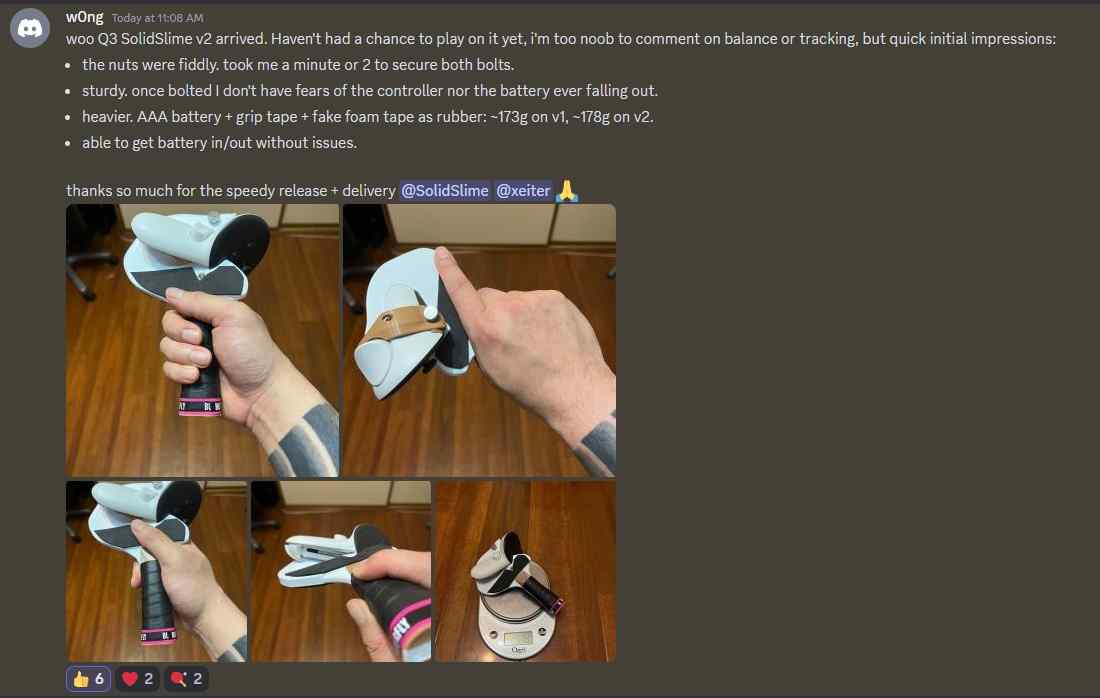 w0ng Today at 11:08 AM
woo Q3 SolidSlime v2 arrived. Haven't had a chance to play on it yet, i'm too noob to comment on balance or tracking, but quick initial impressions:
• the nuts were fiddly. took me a minute or 2 to secure both bolts.
• sturdy. once bolted I don't have fears of the controller nor the battery ever falling out.
• heavier. AAA battery + grip tape + fake foam tape as rubber: ~173g on v1, ~178g on v2.
• able to get battery in/out without issues.
thanks so much for the speedy release + delivery @SolidSlime @xeiter
6 2 2